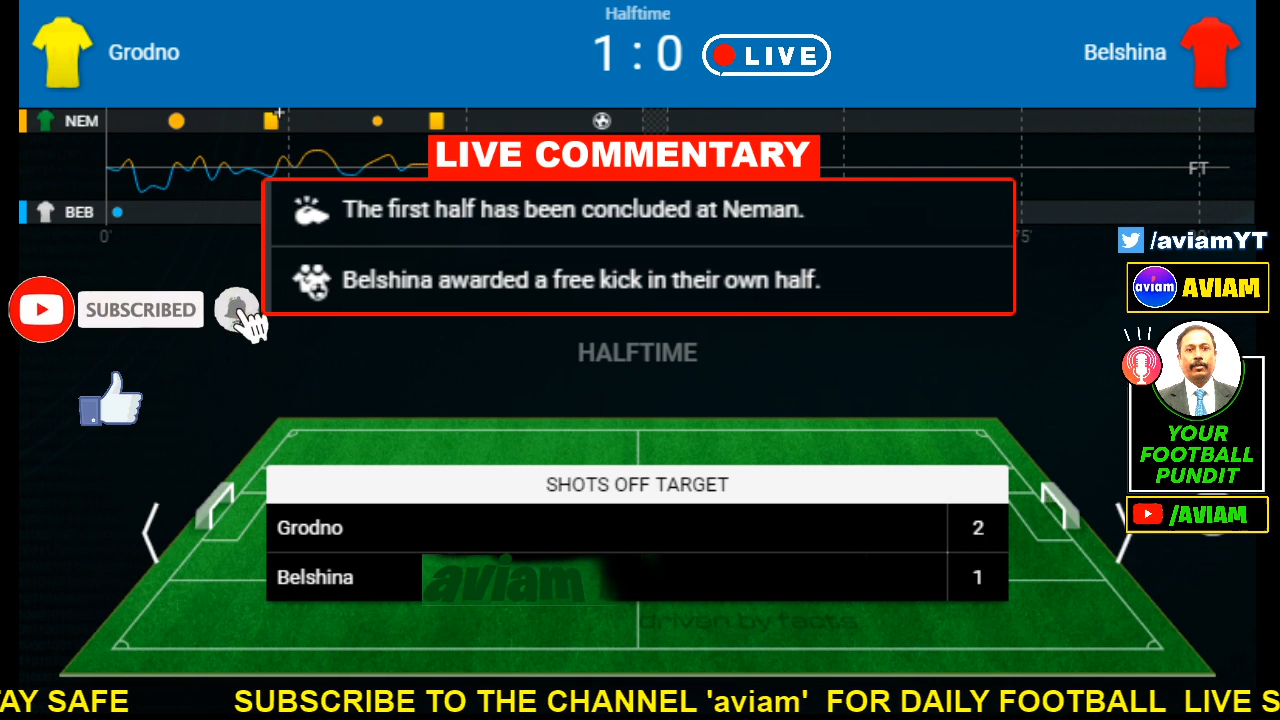 Halftime
Grodno
1 : 0
LIVE
Belshina
NEM
LIVE COMMENTARY
FT
The first half has been concluded at Neman.
BEB
0'
75'
/aviamYT
Belshina awarded a free kick in their own half.
aviam AVIAM
SUBSCRIBED
HALFTIME
YOUR
FOOTBALL
PUNDIT
SHOTS OFF TARGET
/AVIAM
Grodno 2
Belshina 1
aviam
driven by facts
TAY SAFE SUBSCRIBE TO THE CHANNEL 'aviam' FOR DAILY FOOTBALL LIVE S